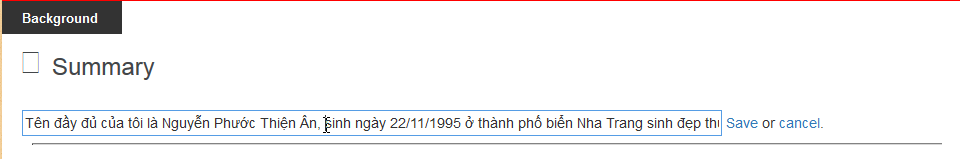 Background
Summary
Tên đầy đủ của tôi là Nguyễn Phước Thiện Ân, sinh ngày 22/11/1995 ở thành phố biển Nha Trang sinh đẹp Save or cancel.